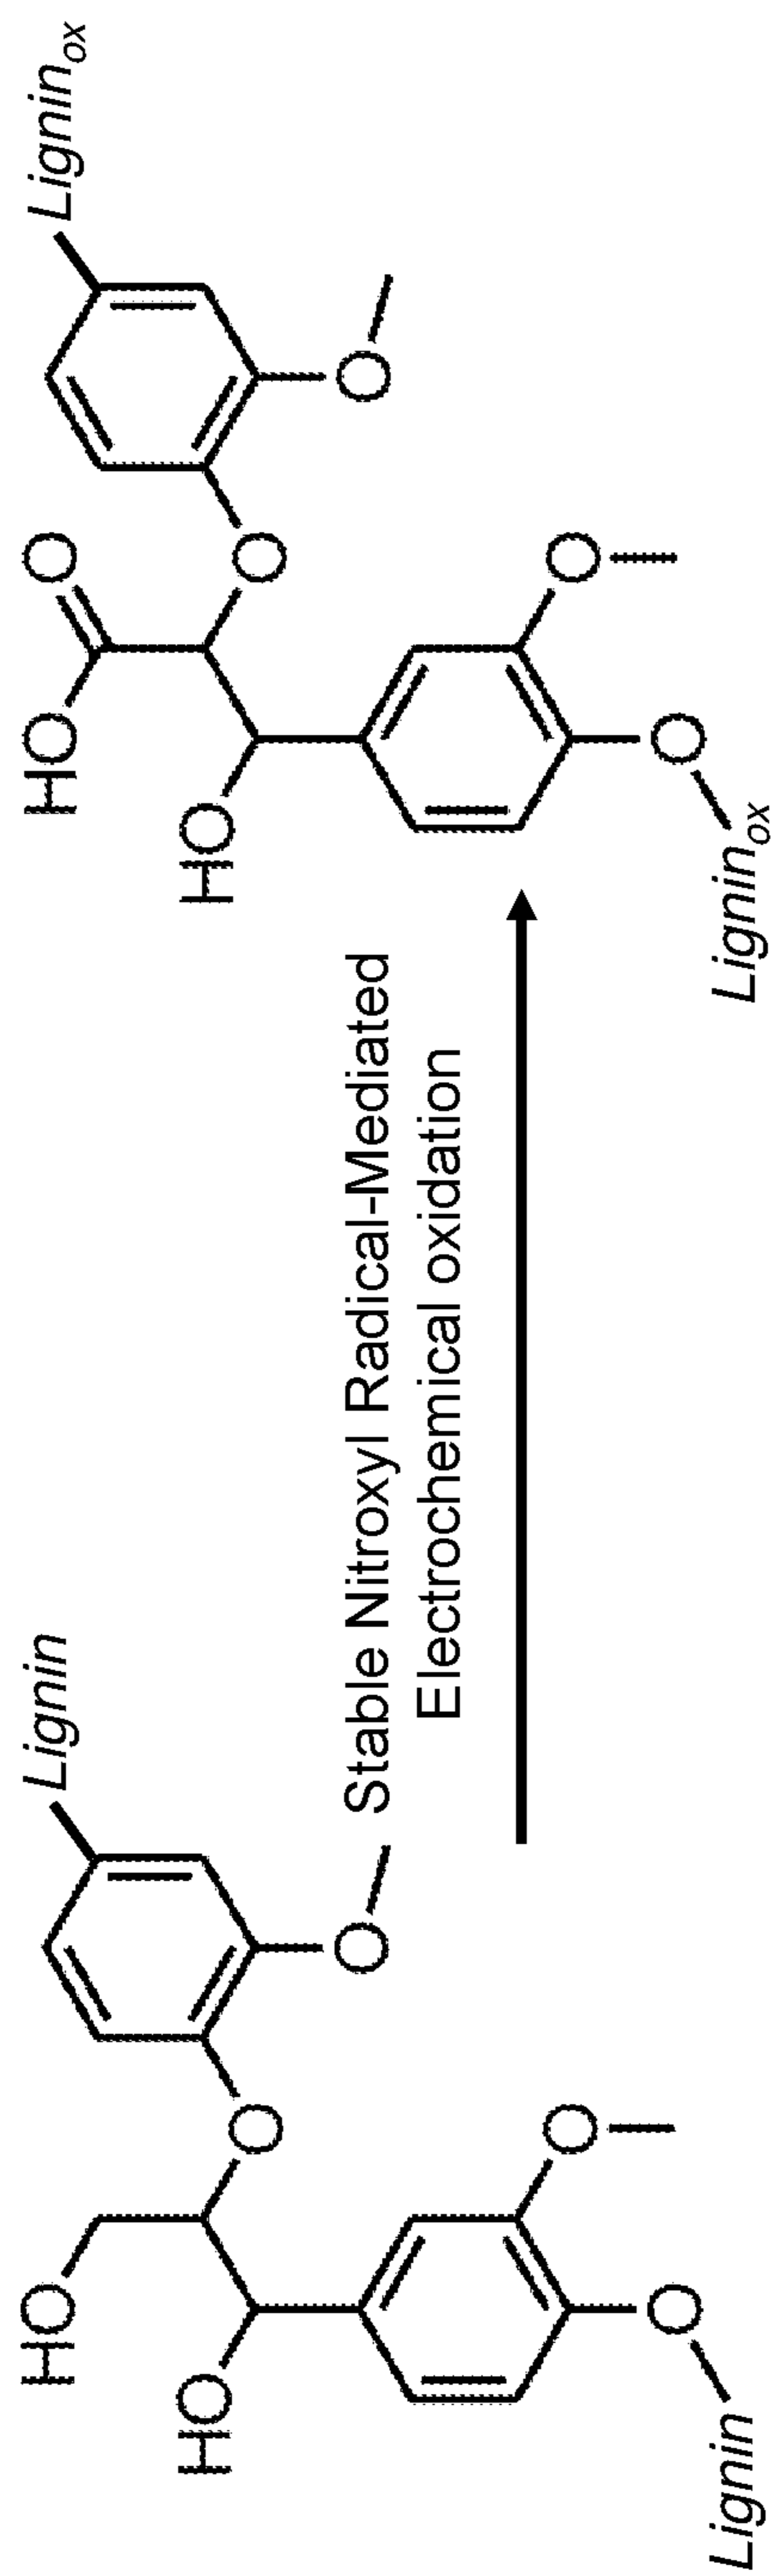 HO
HO
O
Lignin
O
O
O
Lignin
Stable Nitroxyl Radical-Mediated
Electrochemical oxidation
HO
O
HO
O
Lignin_ox
O
O
O
Lignin_ox